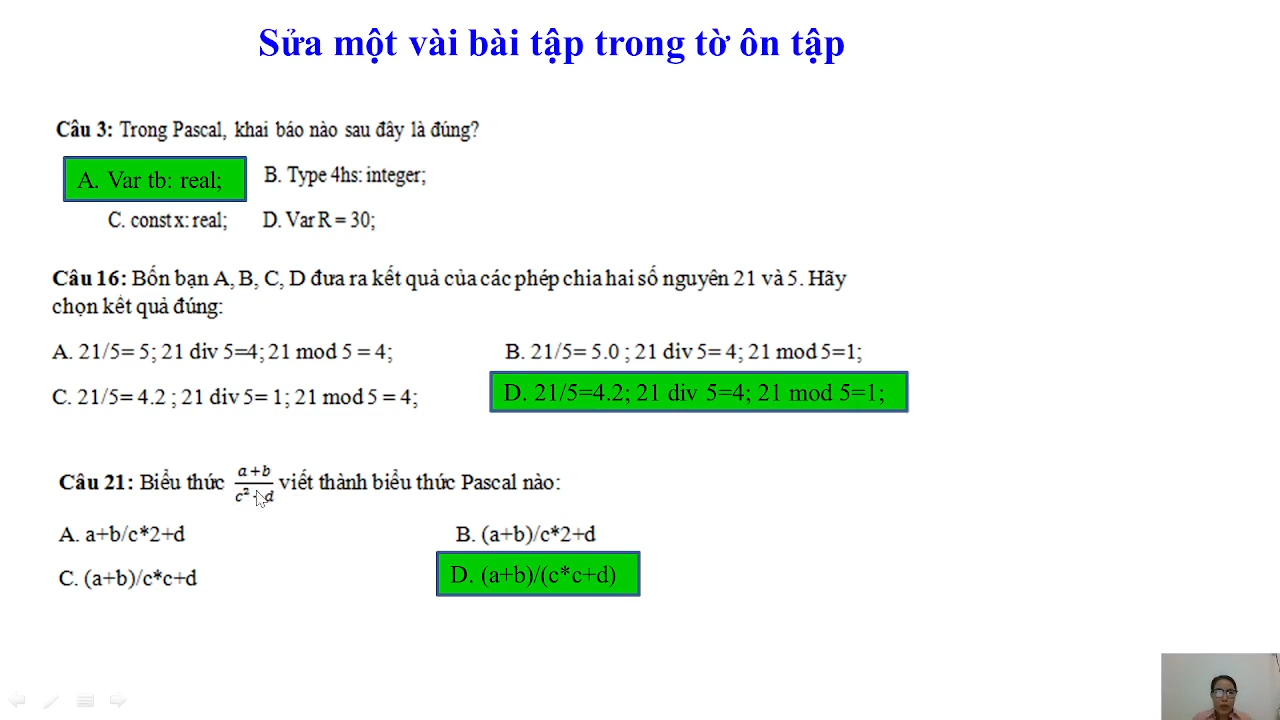 Sửa một vài bài tập trong tờ ôn tập
Câu 3: Trong Pascal, khai báo nào sau đây là đúng?
A. Var tb: real; B. Type 4hs: integer;
C. const x: real; D. Var R = 30;
Câu 16: Bốn bạn A, B, C, D đưa ra kết quả của các phép chia hai số nguyên 21 và 5. Hãy
chọn kết quả đúng:
A. 21/5= 5; 21 div 5=4; 21 mod 5 = 4; B. 21/5= 5.0 ; 21 div 5= 4; 21 mod 5=1;
C. 21/5= 4.2 ; 21 div 5= 1; 21 mod 5 = 4; D. 21/5=4.2; 21 div 5=4; 21 mod 5=1;
Câu 21: Biểu thức (a+b)/(c²+d) viết thành biểu thức Pascal nào:
A. a+b/c*2+d B. (a+b)/c*2+d
C. (a+b)/c*c+d D. (a+b)/(c*c+d)